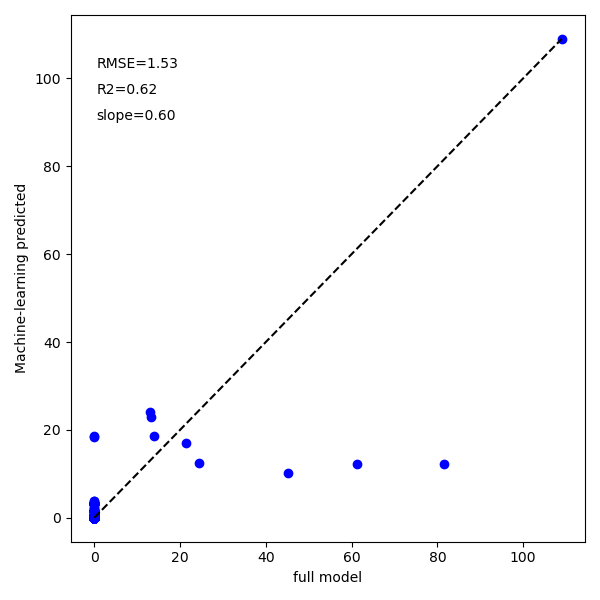 RMSE=1.53
R2=0.62
slope=0.60
100
80
60
40
20
0
Machine-learning predicted
0 20 40 60 80 100
full model